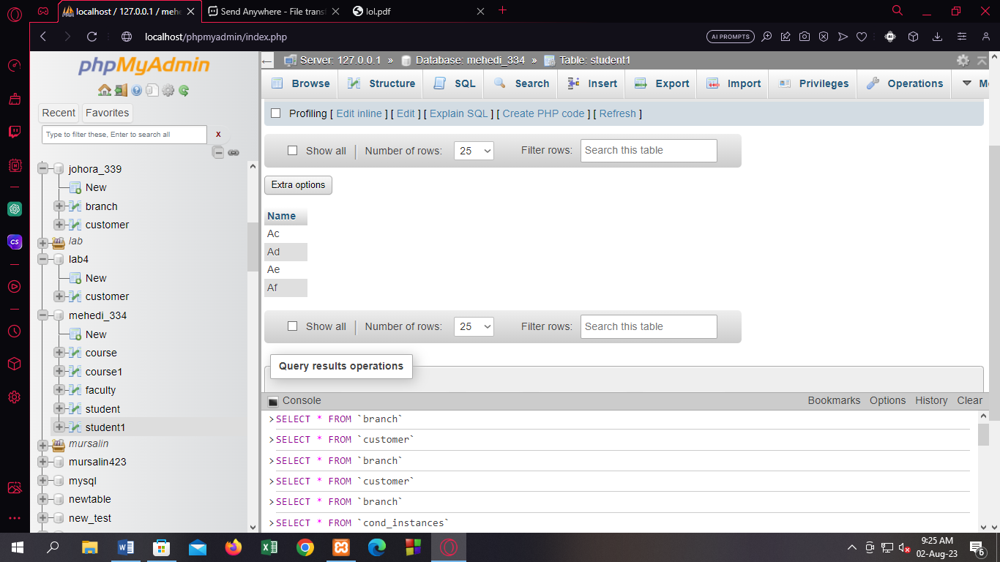 localhost / 127.0.0.1 / mehe
Send Anywhere - File trans
lol.pdf
localhost/phpmyadmin/index.php
AI PROMPTS
phpMyAdmin
Recent
Favorites
Type to filter these, Enter to search all
x
johora_339
New
branch
customer
lab
lab4
New
customer
mehedi_334
New
course
course1
faculty
student
student1
mursalin
mursalin423
mysql
newtable
new_test
Server: 127.0.0.1 » Database: mehedi_334 » Table: student1
Browse Structure SQL Search Insert Export Import Privileges Operations M
Profiling [ Edit inline ] [ Edit ] [ Explain SQL ] [ Create PHP code ] [ Refresh ]
Show all | Number of rows: 25 Filter rows: Search this table
Extra options
Name
Ac
Ad
Ae
Af
Show all | Number of rows: 25 Filter rows: Search this table
Query results operations
Console Bookmarks Options History Clear
>SELECT * FROM `branch`
>SELECT * FROM `customer`
>SELECT * FROM `branch`
>SELECT * FROM `customer`
>SELECT * FROM `branch`
>SELECT * FROM `cond_instances`
CS
9:25 AM
02-Aug-23
6